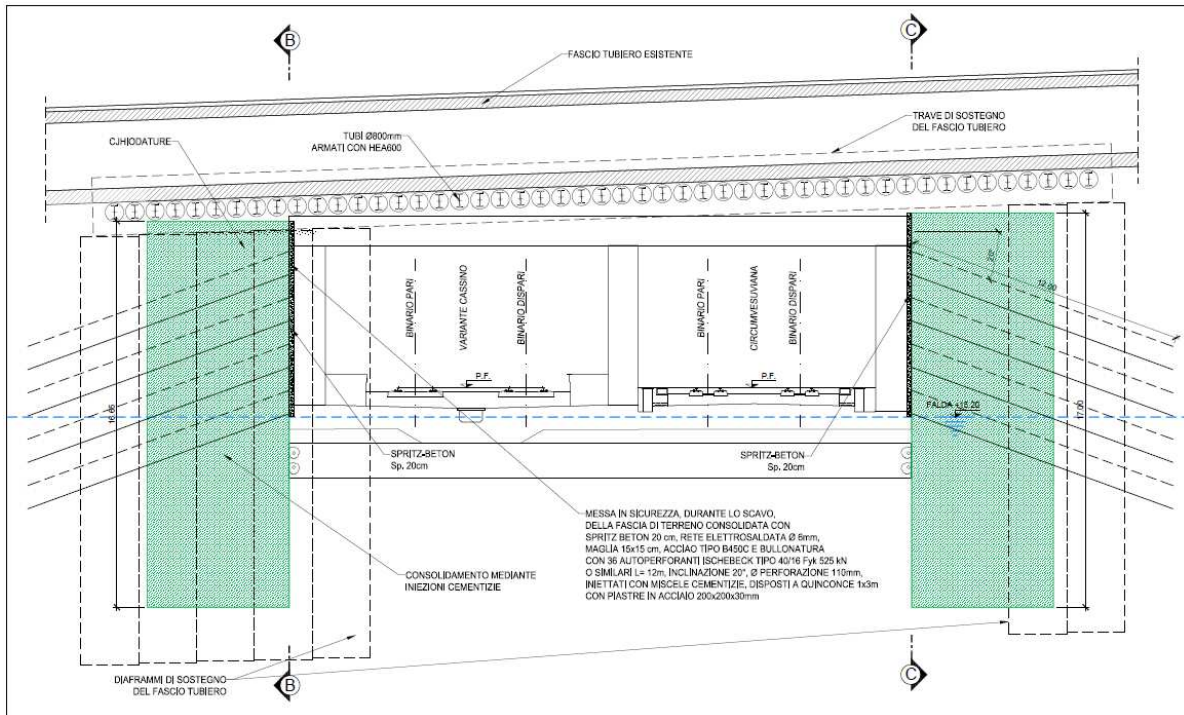 B
C
FASCIO TUBIERO ESISTENTE
TRAVE DI SOSTEGNO
DEL FASCIO TUBIERO
TUBI Ø800mm
ARMATI CON HEA600
CJHIODATURE
20°
12.00
BINARIO PARI
VARIANTE CASSINO
BINARIO DISPARI
BINARIO PARI
CIRCUMVESUVIANA
BINARIO DISPARI
P.F.
P.F.
FALDA +15.20
16.65
17.00
SPRITZ-BETON
Sp. 20cm
SPRITZ-BETON
Sp. 20cm
MESSA IN SICUREZZA, DURANTE LO SCAVO,
DELLA FASCIA DI TERRENO CONSOLIDATA CON
SPRITZ BETON 20 cm, RETE ELETTROSALDATA Ø 8mm,
MAGLIA 15x15 cm, ACCIAO TIPO B450C E BULLONATURA
CON 36 AUTOPERFORANTI ISCHEBECK TIPO 40/16 Fyk 525 kN
O SIMILARI L= 12m, INCLINAZIONE 20°, Ø PERFORAZIONE 110mm,
INIETTATI CON MISCELE CEMENTIZIE, DISPOSTI A QUINCONCE 1x3m
CON PIASTRE IN ACCIAIO 200x200x30mm
CONSOLIDAMENTO MEDIANTE
INIEZIONI CEMENTIZIE
DIAFRAMMI DI SOSTEGNO
DEL FASCIO TUBIERO
B
C